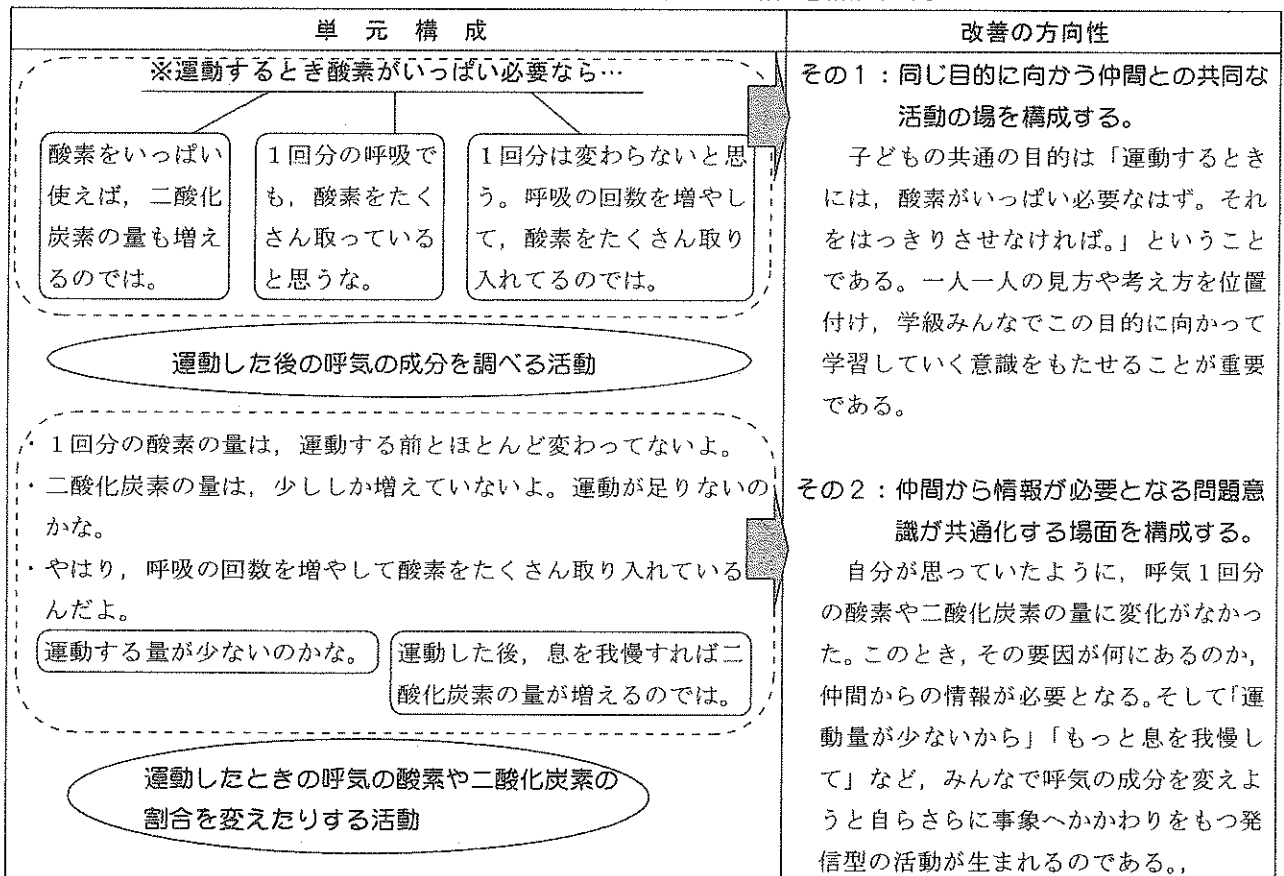 単元構成
改善の方向性
※運動するとき酸素がいっぱい必要なら…
酸素をいっぱい
使えば，二酸化
炭素の量も増え
るのでは。
1回分の呼吸で
も，酸素をたく
さん取っている
と思うな。
1回分は変わらないと思
う。呼吸の回数を増やし
て，酸素をたくさん取り
入れてるのでは。
運動した後の呼気の成分を調べる活動
・1回分の酸素の量は，運動する前とほとんど変わってないよ。
・二酸化炭素の量は，少ししか増えていないよ。運動が足りないの
かな。
・やはり，呼吸の回数を増やして酸素をたくさん取り入れている
んだよ。
運動する量が少ないのかな。
運動した後，息を我慢すれば二
酸化炭素の量が増えるのでは。
運動したときの呼気の酸素や二酸化炭素の
割合を変えたりする活動
その1：同じ目的に向かう仲間との共同な
活動の場を構成する。
子どもの共通の目的は「運動するとき
には，酸素がいっぱい必要なはず。それ
をはっきりさせなければ。」ということ
である。一人一人の見方や考え方を位置
付け，学級みんなでこの目的に向かって
学習していく意識をもたせることが重要
である。
その2：仲間から情報が必要となる問題意
識が共通化する場面を構成する。
自分が思っていたように，呼気1回分
の酸素や二酸化炭素の量に変化がなかっ
た。このとき，その要因が何にあるのか，
仲間からの情報が必要となる。そして「運
動量が少ないから」「もっと息を我慢し
て」など，みんなで呼気の成分を変えよ
うと自らさらに事象へかかわりをもつ発
信型の活動が生まれるのである。，